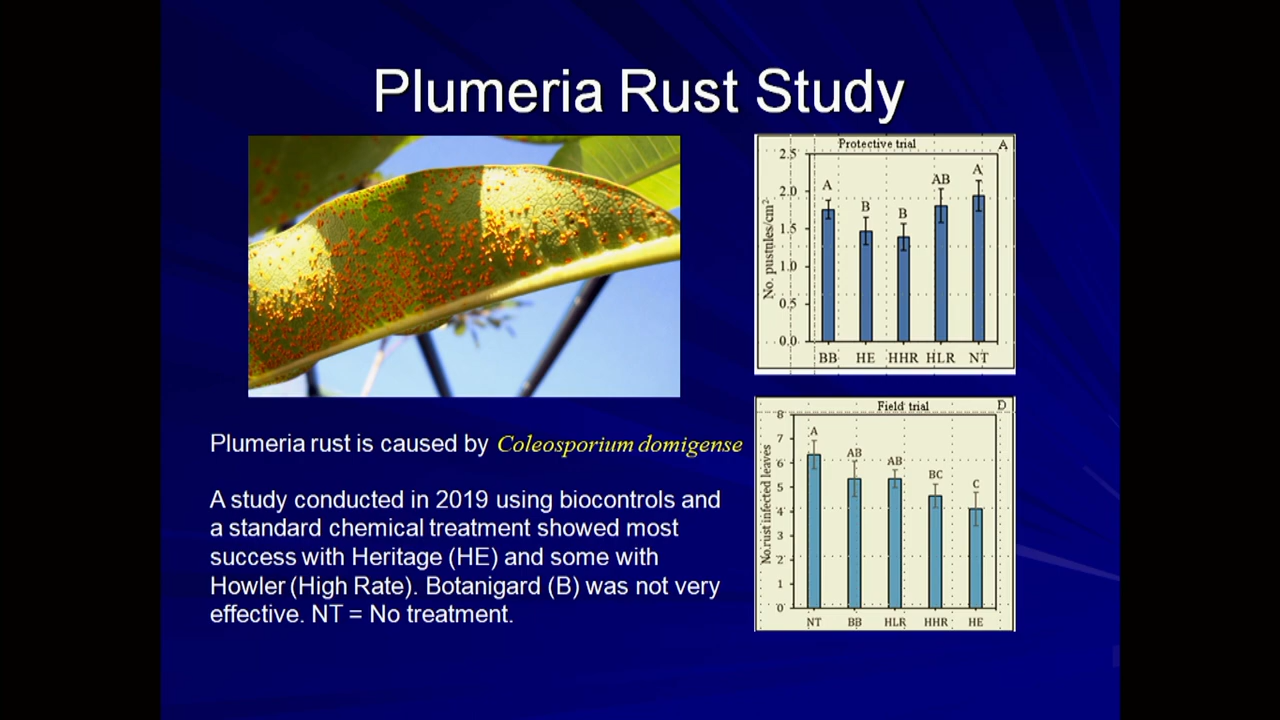 Plumeria Rust Study
Plumeria rust is caused by Coleosporium domigense
A study conducted in 2019 using biocontrols and
a standard chemical treatment showed most
success with Heritage (HE) and some with
Howler (High Rate). Botanigard (B) was not very
effective. NT = No treatment.
Protective trial A
No. pustules/cm²
2.5
2.0
1.5
1.0
0.5
0.0
A B B AB A
BB HE HHR HLR NT
Field trial D
No.rust infected leaves
8
7
6
5
4
3
2
1
0
A AB AB BC C
NT BB HLR HHR HE